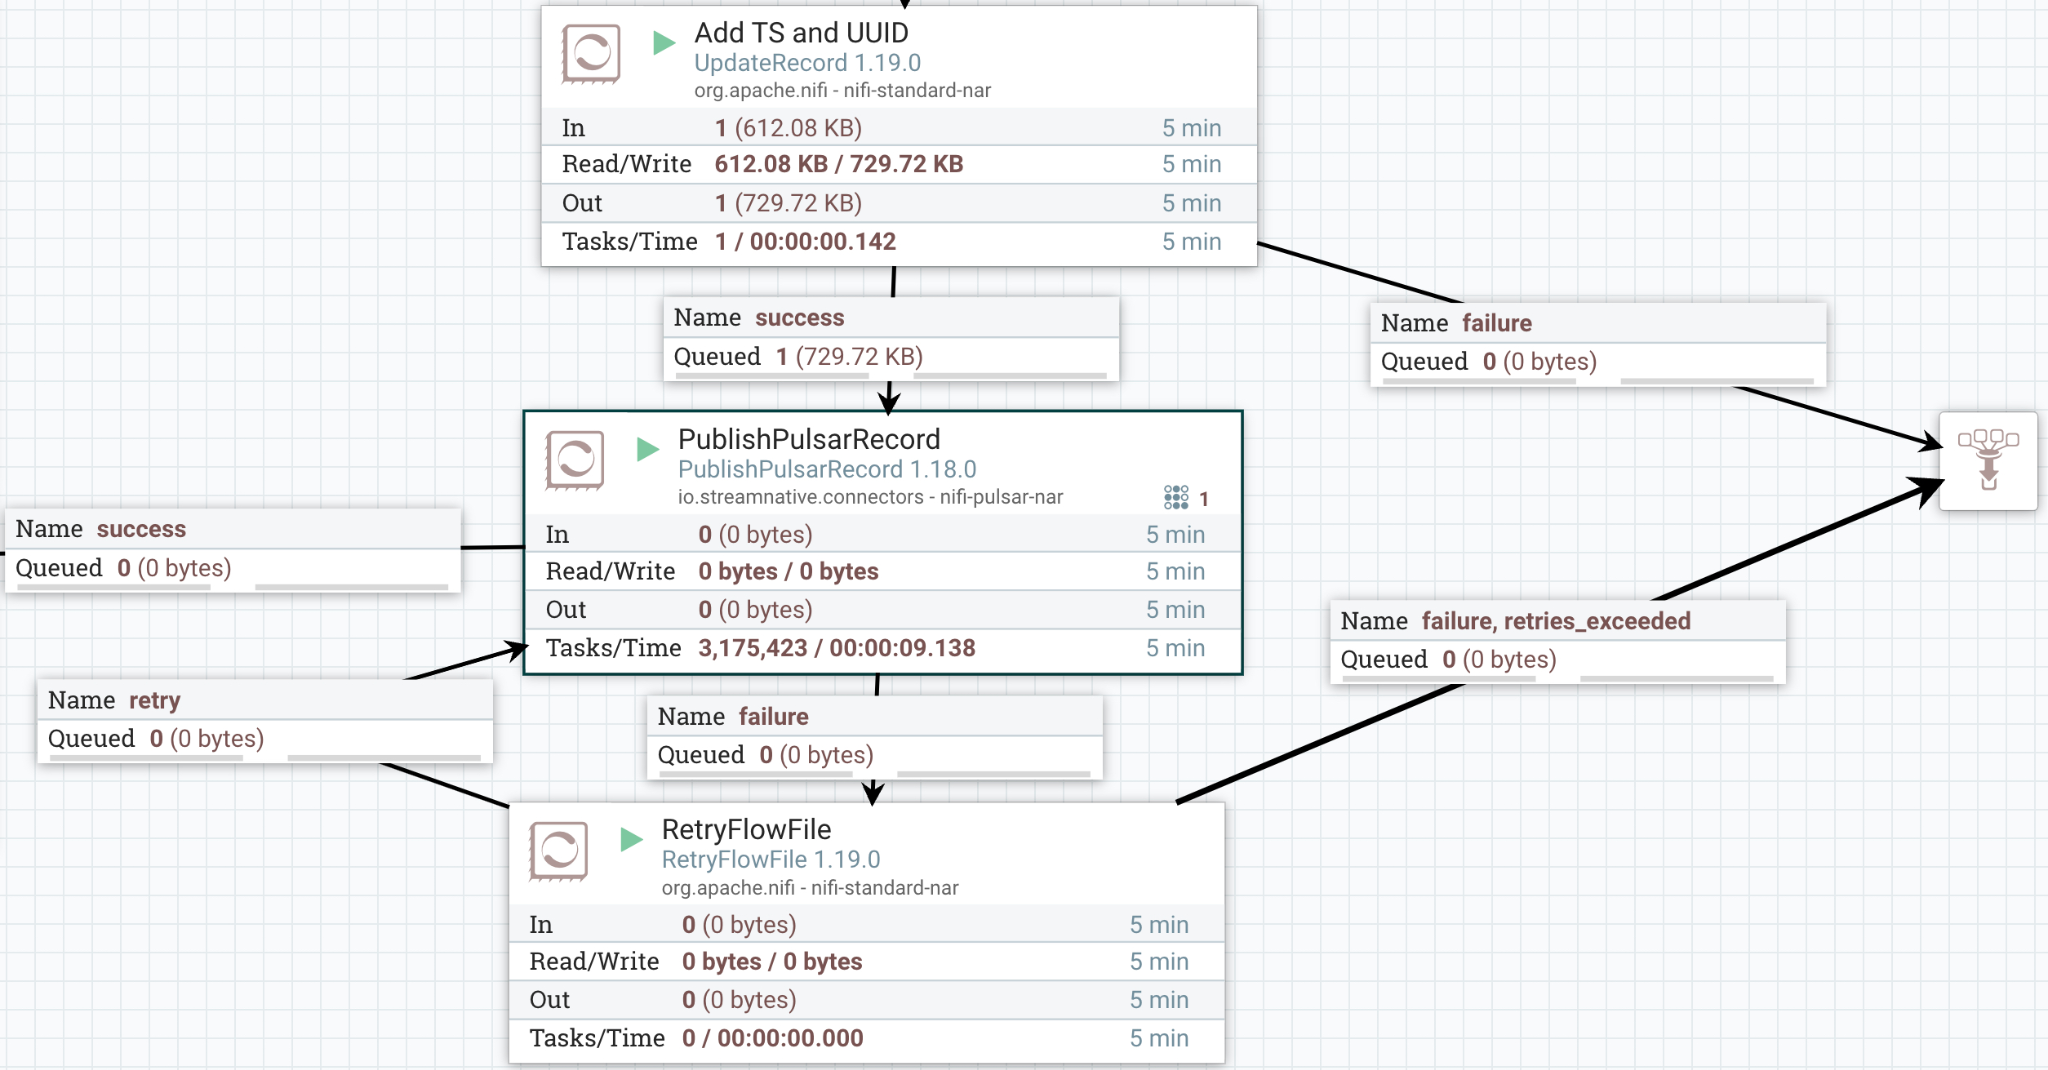 Add TS and UUID
UpdateRecord 1.19.0
org.apache.nifi - nifi-standard-nar
In 1 (612.08 KB) 5 min
Read/Write 612.08 KB / 729.72 KB 5 min
Out 1 (729.72 KB) 5 min
Tasks/Time 1 / 00:00:00.142 5 min
Name success
Queued 1 (729.72 KB)
Name failure
Queued 0 (0 bytes)
PublishPulsarRecord
PublishPulsarRecord 1.18.0
io.streamnative.connectors - nifi-pulsar-nar
1
In 0 (0 bytes) 5 min
Read/Write 0 bytes / 0 bytes 5 min
Out 0 (0 bytes) 5 min
Tasks/Time 3,175,423 / 00:00:09.138 5 min
Name success
Queued 0 (0 bytes)
Name retry
Queued 0 (0 bytes)
Name failure
Queued 0 (0 bytes)
Name failure, retries_exceeded
Queued 0 (0 bytes)
RetryFlowFile
RetryFlowFile 1.19.0
org.apache.nifi - nifi-standard-nar
In 0 (0 bytes) 5 min
Read/Write 0 bytes / 0 bytes 5 min
Out 0 (0 bytes) 5 min
Tasks/Time 0 / 00:00:00.000 5 min